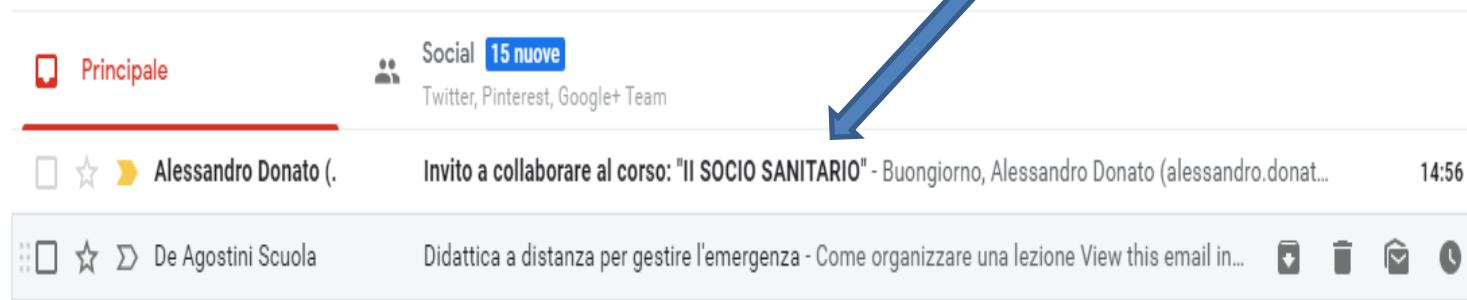 Principale
Social 15 nuove
Twitter, Pinterest, Google+ Team
Alessandro Donato (. Invito a collaborare al corso: "II SOCIO SANITARIO" - Buongiorno, Alessandro Donato (alessandro.donat... 14:56
De Agostini Scuola Didattica a distanza per gestire l'emergenza - Come organizzare una lezione View this email in...